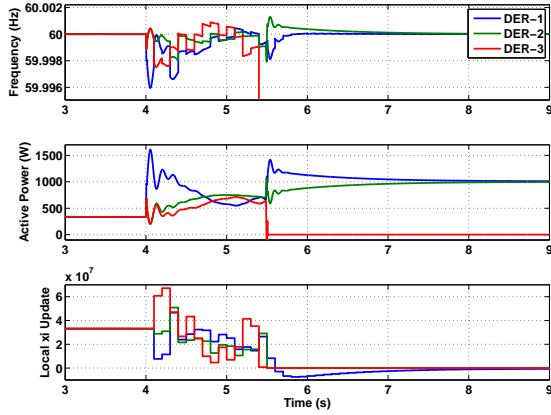 60.002
60
59.998
59.996
Frequency (Hz)
DER-1
DER-2
DER-3
3 4 5 6 7 8 9
1500
1000
500
0
Active Power (W)
3 4 5 6 7 8 9
x 10^7
6
4
2
0
Local xi Update
3 4 5 6 7 8 9
Time (s)